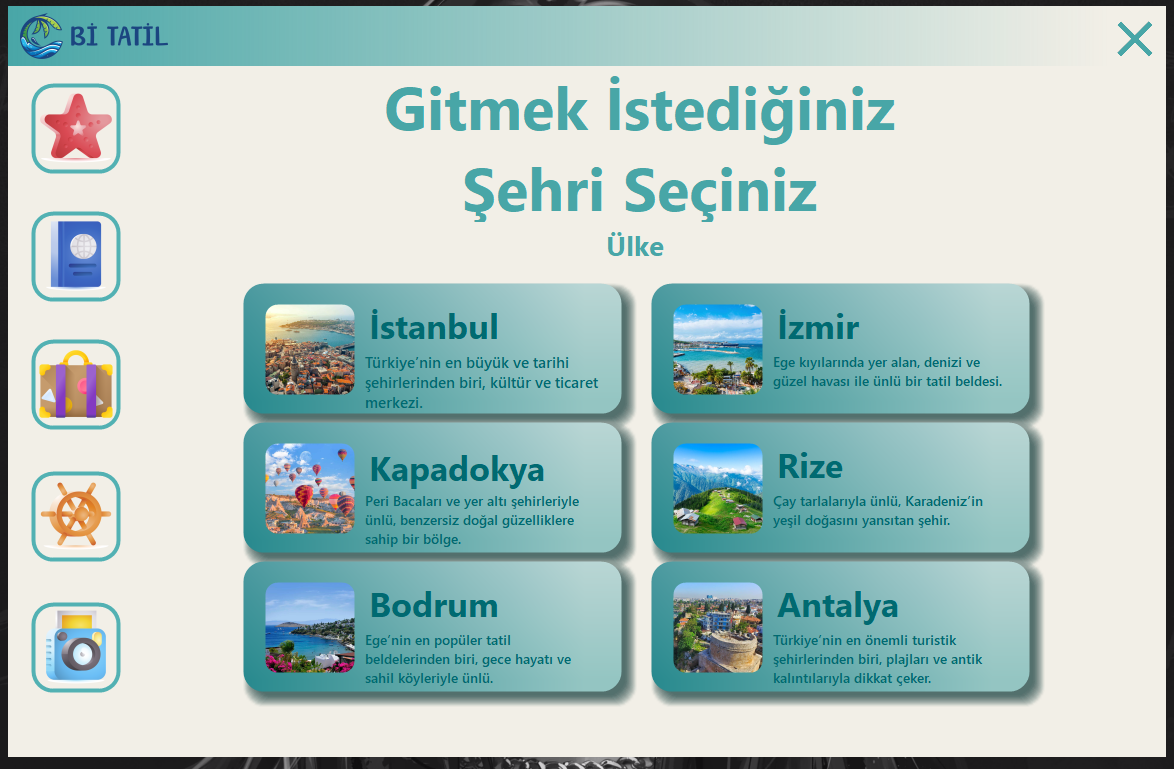 Bİ TATİL
Gitmek İstediğiniz
Şehri Seçiniz
Ülke
İstanbul
Türkiye'nin en büyük ve tarihi
şehirlerinden biri, kültür ve ticaret
merkezi.
İzmir
Ege kıyılarında yer alan, denizi ve
güzel havası ile ünlü bir tatil beldesi.
Kapadokya
Peri Bacaları ve yer altı şehirleriyle
ünlü, benzersiz doğal güzelliklere
sahip bir bölge.
Rize
Çay tarlalarıyla ünlü, Karadeniz'in
yeşil doğasını yansıtan şehir.
Bodrum
Ege'nin en popüler tatil
beldelerinden biri, gece hayatı ve
sahil köyleriyle ünlü.
Antalya
Türkiye'nin en önemli turistik
şehirlerinden biri, plajları ve antik
kalıntılarıyla dikkat çeker.